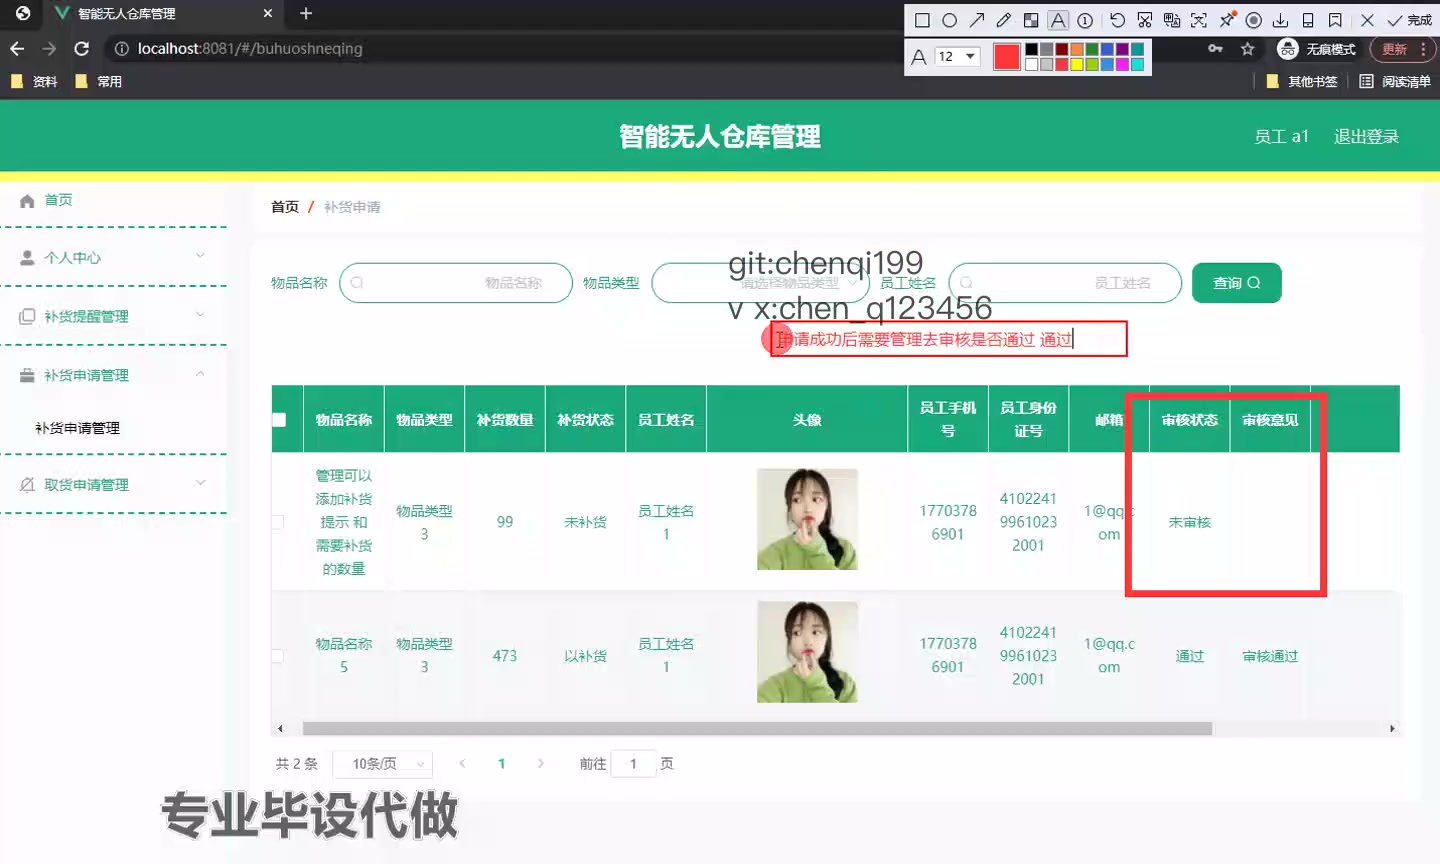 智能无人仓库管理
12
完成
localhost:8081/#/buhuoshneqing
无痕模式
更新
资料
常用
其他书签
阅读清单
智能无人仓库管理
员工 a1
退出登录
首页
个人中心
补货提醒管理
补货申请管理
补货申请管理
取货申请管理
首页 / 补货申请
物品名称
物品名称
物品类型
请选择物品类型
员工姓名
员工姓名
查询
git:chenqi199
v x:chen_q123456
申请成功后需要管理去审核是否通过 通过
物品名称 物品类型 补货数量 补货状态 员工姓名 头像 员工手机号 员工身份证号 邮箱 审核状态 审核意见
管理可以添加补货提示 和需要补货的数量 物品类型3 99 未补货 员工姓名1 17703786901 410224199610232001 1@qq.com 未审核
物品名称5 物品类型3 473 以补货 员工姓名1 17703786901 410224199610232001 1@qq.com 通过 审核通过
共 2 条
10条/页
1
前往 1 页
专业毕设代做